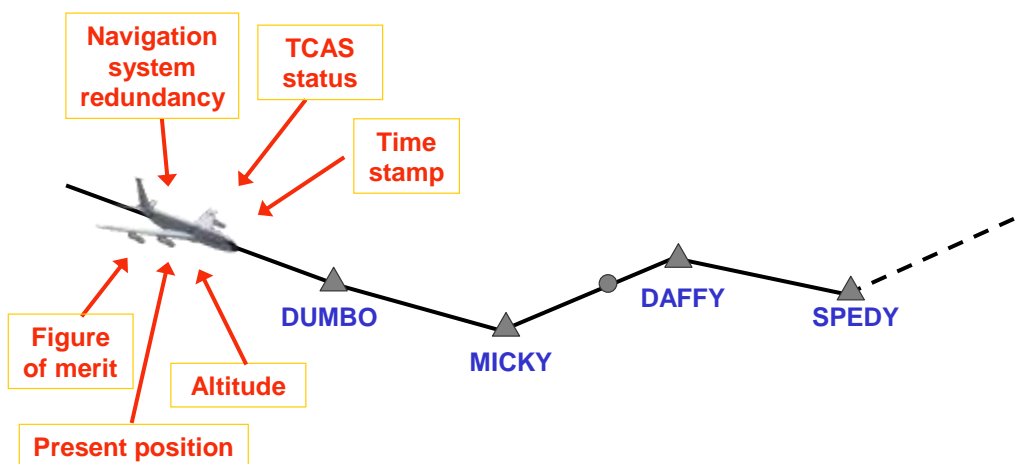 Navigation
system
redundancy
TCAS
status
Time
stamp
DUMBO
MICKY
DAFFY
SPEDY
Figure
of merit
Altitude
Present position